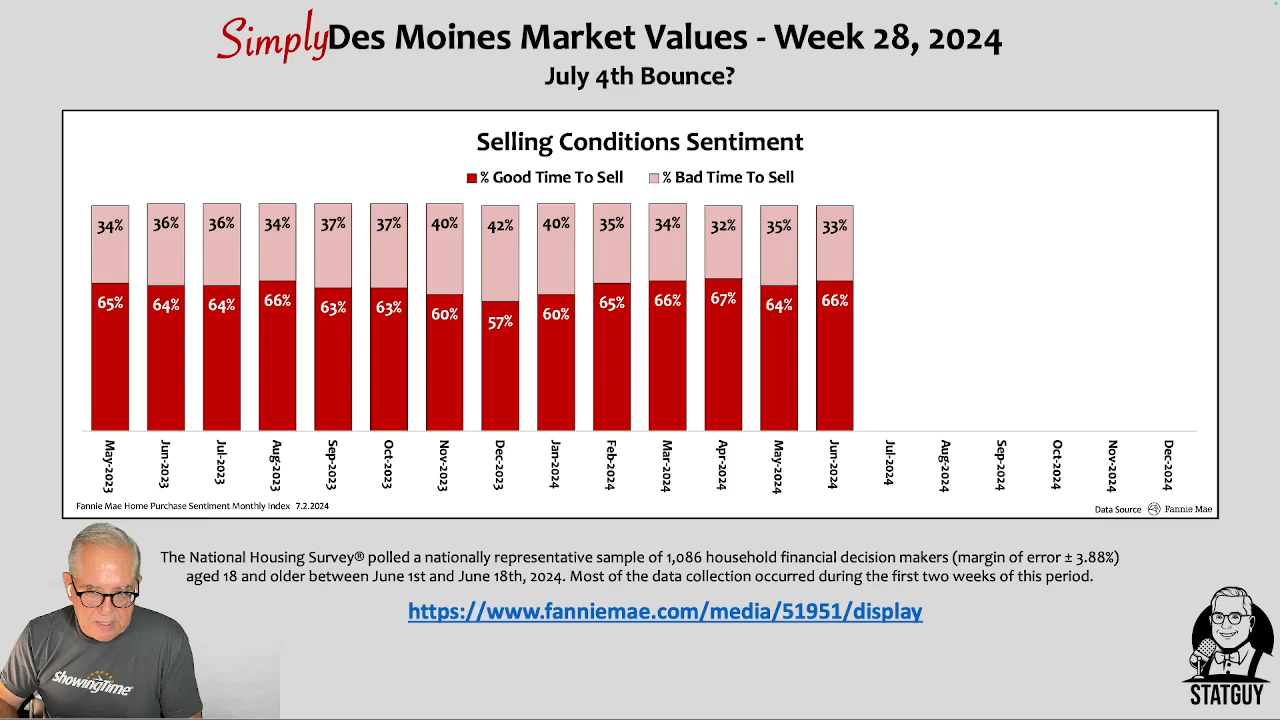 Simply Des Moines Market Values - Week 28, 2024
July 4th Bounce?
Selling Conditions Sentiment
% Good Time To Sell % Bad Time To Sell
34% 36% 36% 34% 37% 37% 40% 42% 40% 35% 34% 32% 35% 33%
65% 64% 64% 66% 63% 63% 60% 57% 60% 65% 66% 67% 64% 66%
May-2023 Jun-2023 Jul-2023 Aug-2023 Sep-2023 Oct-2023 Nov-2023 Dec-2023 Jan-2024 Feb-2024 Mar-2024 Apr-2024 May-2024 Jun-2024 Jul-2024 Aug-2024 Sep-2024 Oct-2024 Nov-2024 Dec-2024
Fannie Mae Home Purchase Sentiment Monthly Index 7.2.2024
Data Source Fannie Mae
The National Housing Survey® polled a nationally representative sample of 1,086 household financial decision makers (margin of error ± 3.88%)
aged 18 and older between June 1st and June 18th, 2024. Most of the data collection occurred during the first two weeks of this period.
https://www.fanniemae.com/media/51951/display
ShowingTime
STATGUY